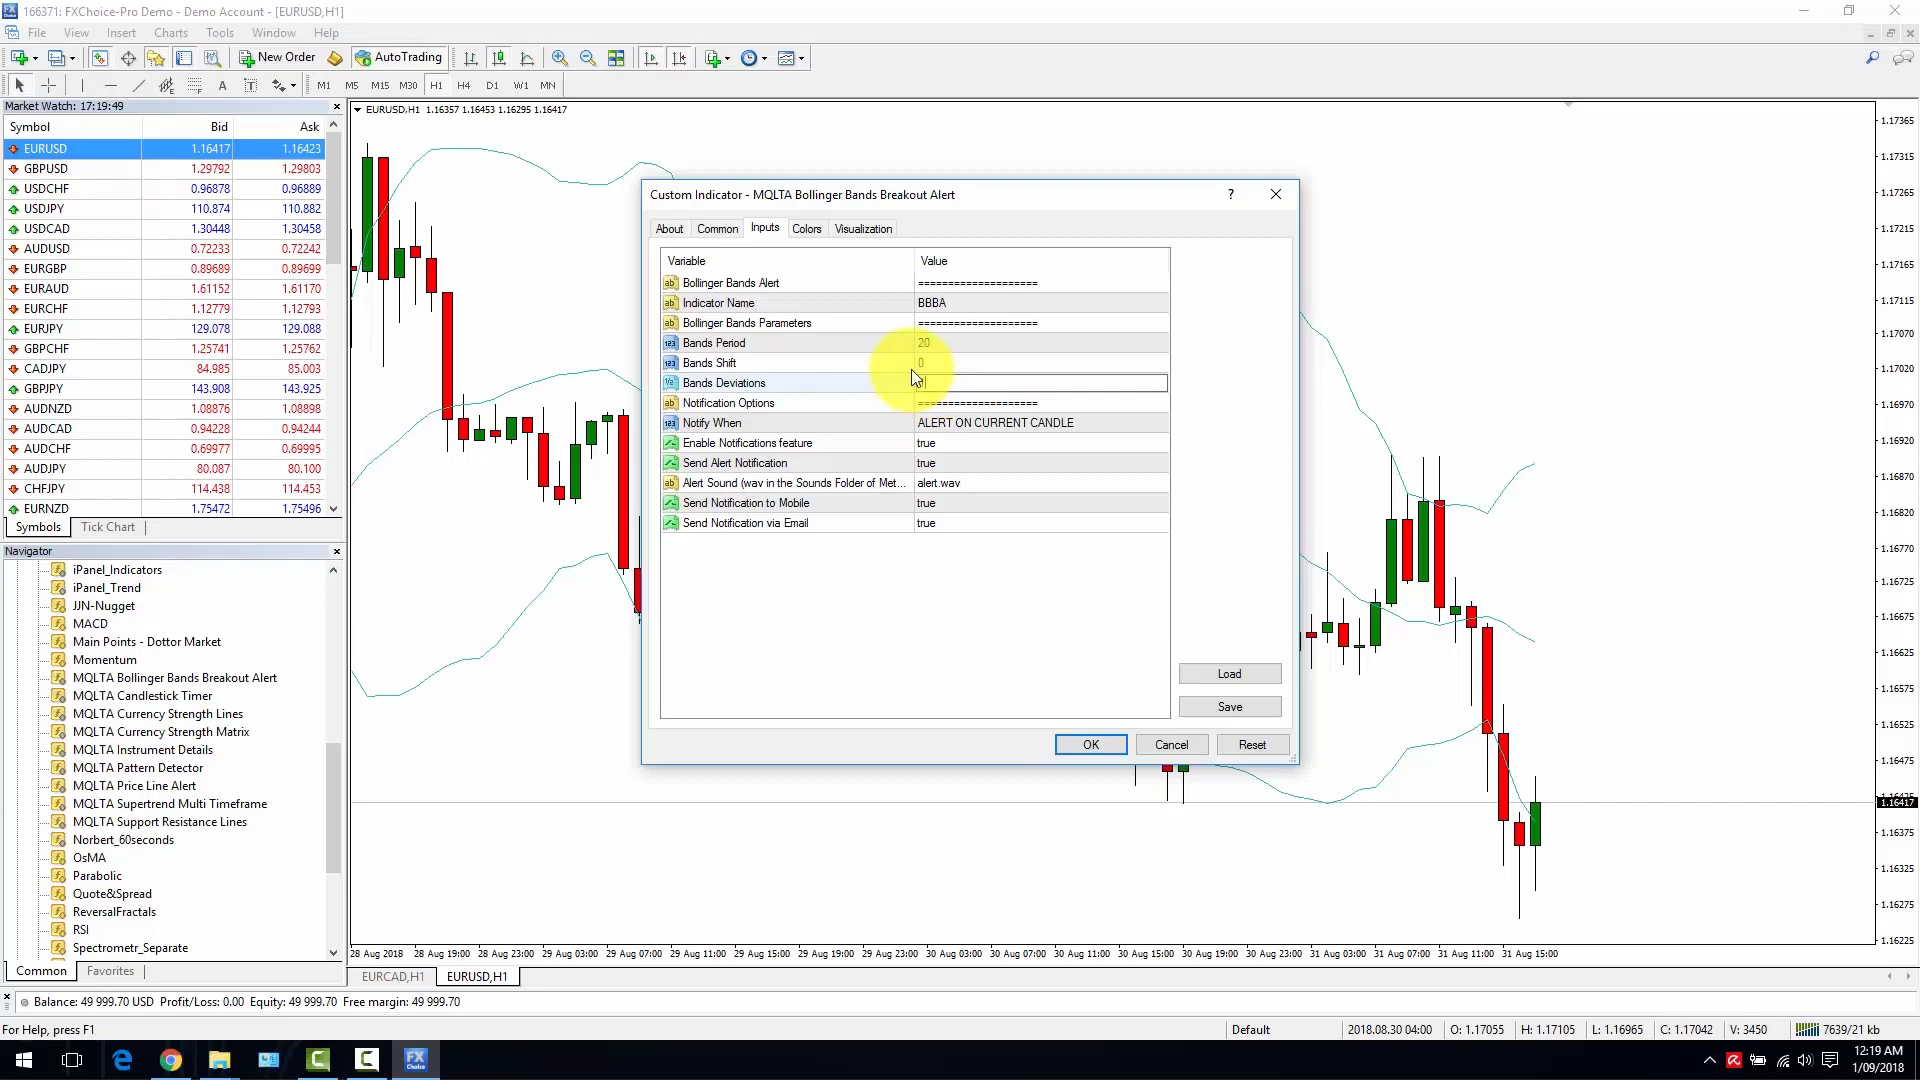 166371: FXChoice-Pro Demo - Demo Account - [EURUSD,H1]
File View Insert Charts Tools Window Help
New Order AutoTrading
M1 M5 M15 M30 H1 H4 D1 W1 MN
Market Watch: 17:19:49
Symbol Bid Ask
EURUSD 1.16417 1.16423
GBPUSD 1.29792 1.29803
USDCHF 0.96878 0.96889
USDJPY 110.874 110.882
USDCAD 1.30448 1.30458
AUDUSD 0.72233 0.72242
EURGBP 0.89689 0.89699
EURAUD 1.61152 1.61170
EURCHF 1.12779 1.12793
EURJPY 129.078 129.088
GBPCHF 1.25741 1.25762
CADJPY 84.985 85.003
GBPJPY 143.908 143.925
AUDNZD 1.08876 1.08898
AUDCAD 0.94228 0.94244
AUDCHF 0.69977 0.69995
AUDJPY 80.087 80.100
CHFJPY 114.438 114.453
EURNZD 1.75472 1.75496
Symbols Tick Chart
Navigator
iPanel_Indicators
iPanel_Trend
JJN-Nugget
MACD
Main Points - Dottor Market
Momentum
MQLTA Bollinger Bands Breakout Alert
MQLTA Candlestick Timer
MQLTA Currency Strength Lines
MQLTA Currency Strength Matrix
MQLTA Instrument Details
MQLTA Pattern Detector
MQLTA Price Line Alert
MQLTA Supertrend Multi Timeframe
MQLTA Support Resistance Lines
Norbert_60seconds
OsMA
Parabolic
Quote&Spread
ReversalFractals
RSI
Spectrometr_Separate
Common Favorites
EURUSD,H1 1.16357 1.16453 1.16295 1.16417
Custom Indicator - MQLTA Bollinger Bands Breakout Alert
About Common Inputs Colors Visualization
Variable Value
Bollinger Bands Alert ====================
Indicator Name BBBA
Bollinger Bands Parameters ====================
Bands Period 20
Bands Shift 0
Bands Deviations
Notification Options ====================
Notify When ALERT ON CURRENT CANDLE
Enable Notifications feature true
Send Alert Notification true
Alert Sound (wav in the Sounds Folder of Met... alert.wav
Send Notification to Mobile true
Send Notification via Email true
Load
Save
OK Cancel Reset
1.17365
1.17315
1.17265
1.17215
1.17165
1.17115
1.17070
1.17020
1.16970
1.16920
1.16870
1.16820
1.16770
1.16725
1.16675
1.16625
1.16575
1.16525
1.16475
1.16417
1.16375
1.16325
1.16275
1.16225
28 Aug 2018 28 Aug 19:00 28 Aug 23:00 29 Aug 03:00 29 Aug 07:00 29 Aug 11:00 29 Aug 15:00 29 Aug 19:00 29 Aug 23:00 30 Aug 03:00 30 Aug 07:00 30 Aug 11:00 30 Aug 15:00 30 Aug 19:00 30 Aug 23:00 31 Aug 03:00 31 Aug 07:00 31 Aug 11:00 31 Aug 15:00
EURCAD,H1 EURUSD,H1
Balance: 49 999.70 USD Profit/Loss: 0.00 Equity: 49 999.70 Free margin: 49 999.70
For Help, press F1 Default 2018.08.30 04:00 O: 1.17055 H: 1.17105 L: 1.16965 C: 1.17042 V: 3450 7639/21 kb
FX Choice
12:19 AM
1/09/2018